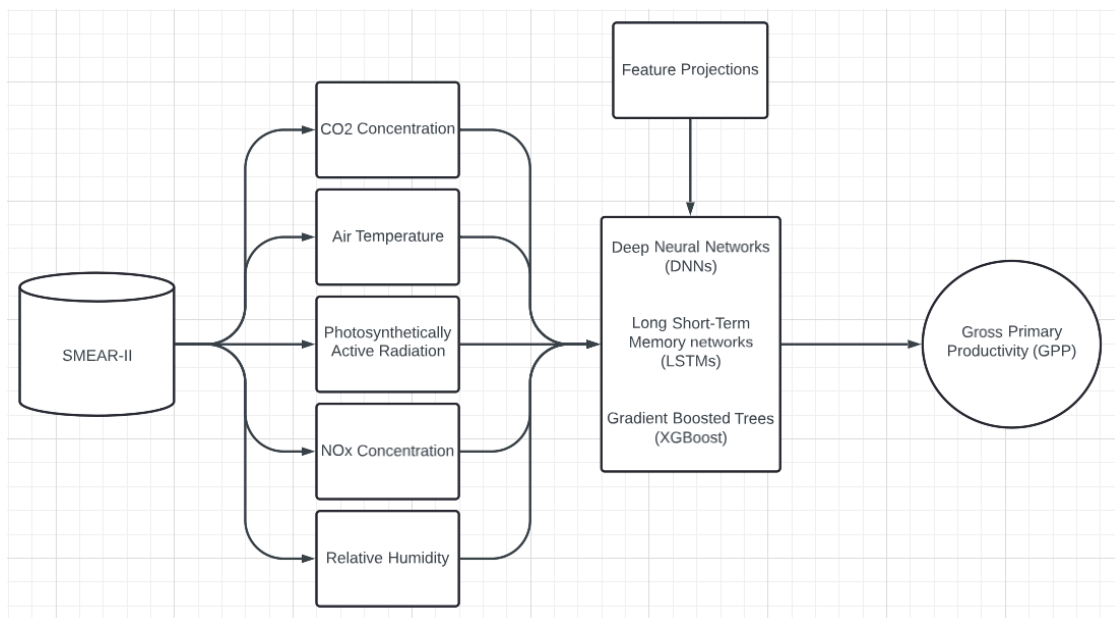 Feature Projections
CO2 Concentration
Air Temperature
Photosynthetically
Active Radiation
NOx Concentration
Relative Humidity
SMEAR-II
Deep Neural Networks
(DNNs)
Long Short-Term
Memory networks
(LSTMs)
Gradient Boosted Trees
(XGBoost)
Gross Primary
Productivity (GPP)